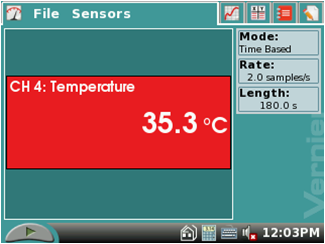 File Sensors
Mode:
Time Based
Rate:
2.0 samples/s
Length:
180.0 s
CH 4: Temperature
35.3 °C
Vernier
12:03PM